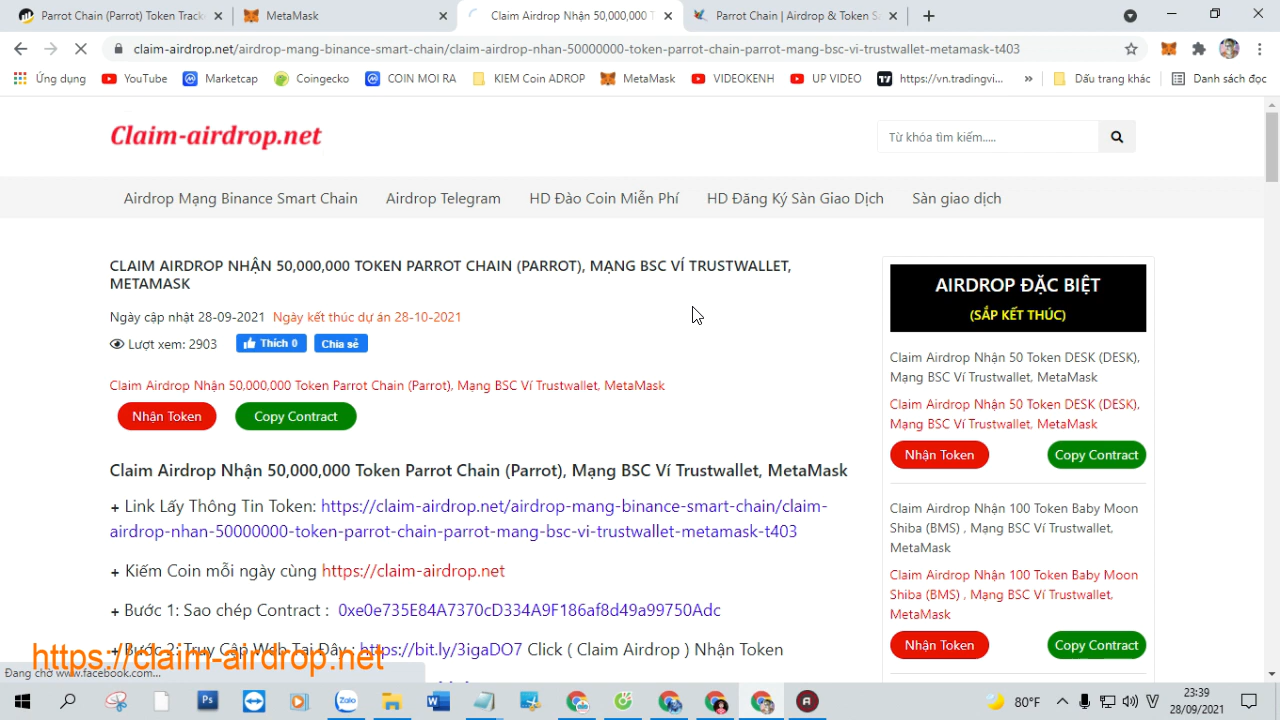 Parrot Chain (Parrot) Token Track
MetaMask
Claim Airdrop Nhận 50,000,000 T
Parrot Chain | Airdrop & Token S
claim-airdrop.net/airdrop-mang-binance-smart-chain/claim-airdrop-nhan-50000000-token-parrot-chain-parrot-mang-bsc-vi-trustwallet-metamask-t403
Ứng dụng
YouTube
Marketcap
Coingecko
COIN MOI RA
KIEM Coin ADROP
MetaMask
VIDEOKENH
UP VIDEO
https://vn.tradingvi...
»
Dấu trang khác
Danh sách đọc
Claim-airdrop.net
Từ khóa tìm kiếm.....
Airdrop Mạng Binance Smart Chain
Airdrop Telegram
HD Đào Coin Miễn Phí
HD Đăng Ký Sàn Giao Dịch
Sàn giao dịch
CLAIM AIRDROP NHẬN 50,000,000 TOKEN PARROT CHAIN (PARROT), MẠNG BSC VÍ TRUSTWALLET,
METAMASK
Ngày cập nhật 28-09-2021 Ngày kết thúc dự án 28-10-2021
Lượt xem: 2903
Thích 0
Chia sẻ
Claim Airdrop Nhận 50,000,000 Token Parrot Chain (Parrot), Mạng BSC Ví Trustwallet, MetaMask
Nhận Token
Copy Contract
Claim Airdrop Nhận 50,000,000 Token Parrot Chain (Parrot), Mạng BSC Ví Trustwallet, MetaMask
+ Link Lấy Thông Tin Token: https://claim-airdrop.net/airdrop-mang-binance-smart-chain/claim-
airdrop-nhan-50000000-token-parrot-chain-parrot-mang-bsc-vi-trustwallet-metamask-t403
+ Kiếm Coin mỗi ngày cùng https://claim-airdrop.net
+ Bước 1: Sao chép Contract : 0xe0e735E84A7370cD334A9F186af8d49a99750Adc
+ Bước 2: Truy Cập Web Tại Đây : https://bit.ly/3igaDO7 Click ( Claim Airdrop ) Nhận Token
AIRDROP ĐẶC BIỆT
(SẮP KẾT THÚC)
Claim Airdrop Nhận 50 Token DESK (DESK),
Mạng BSC Ví Trustwallet, MetaMask
Claim Airdrop Nhận 50 Token DESK (DESK),
Mạng BSC Ví Trustwallet, MetaMask
Nhận Token
Copy Contract
Claim Airdrop Nhận 100 Token Baby Moon
Shiba (BMS) , Mạng BSC Ví Trustwallet,
MetaMask
Claim Airdrop Nhận 100 Token Baby Moon
Shiba (BMS) , Mạng BSC Ví Trustwallet,
MetaMask
Nhận Token
Copy Contract
https://claim-airdrop.net
Đang chờ www.facebook.com...
80°F
23:39
28/09/2021